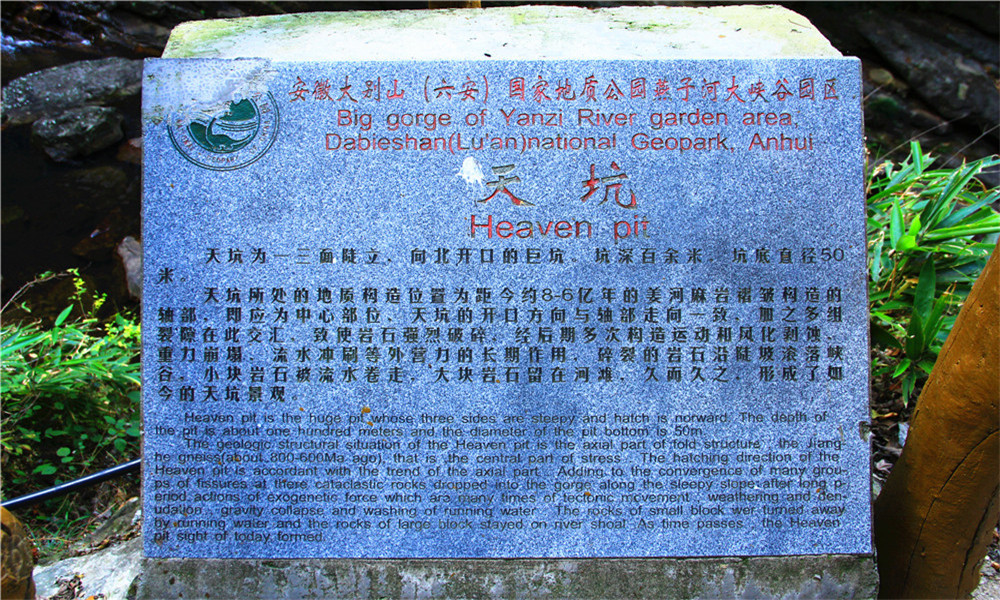 安徽大别山（六安）国家地质公园燕子河大峡谷园区
Big gorge of Yanzi River garden area,
Dabieshan(Lu'an)national Geopark, Anhui
天坑
Heaven pit
天坑为一三面陡立，向北开口的巨坑。坑深百余米，坑底直径50
米。
天坑所处的地质构造位置为距今约8-6亿年的姜河麻岩褶皱构造的
轴部，即应为中心部位，天坑的开口方向与轴部走向一致，加之多组
裂隙在此交汇，致使岩石强烈破碎，经后期多次构造运动和风化剥蚀、
重力崩塌、流水冲刷等外营力的长期作用，碎裂的岩石沿陡坡滚落峡
谷，小块岩石被流水卷走，大块岩石留在河滩，久而久之，形成了如
今的天坑景观。
Heaven pit is the huge pit whose three sides are sleepy and hatch is norward. The depth of
the pit is about one hundred meters and the diameter of the pit bottom is 50m.
The geologic structural situation of the Heaven pit is the axial part of fold structure , the Jiang-
he gneiss(about 800-600Ma ago), that is , the central part of stress . The hatching direction of the
Heaven pit is accordant with the trend of the axial part . Adding to the convergence of many grou-
ps of fissures at there cataclastic rocks dropped into the gorge along the sleepy slope after long p-
eriod actions of exogenetic force which are many times of tectonic movement , weathering and den-
udation , gravity collapse and washing of running water . The rocks of small block wer turned away
by running water and the rocks of large block stayed on river shoal. As time passes , the Heaven
pit sight of today formed.